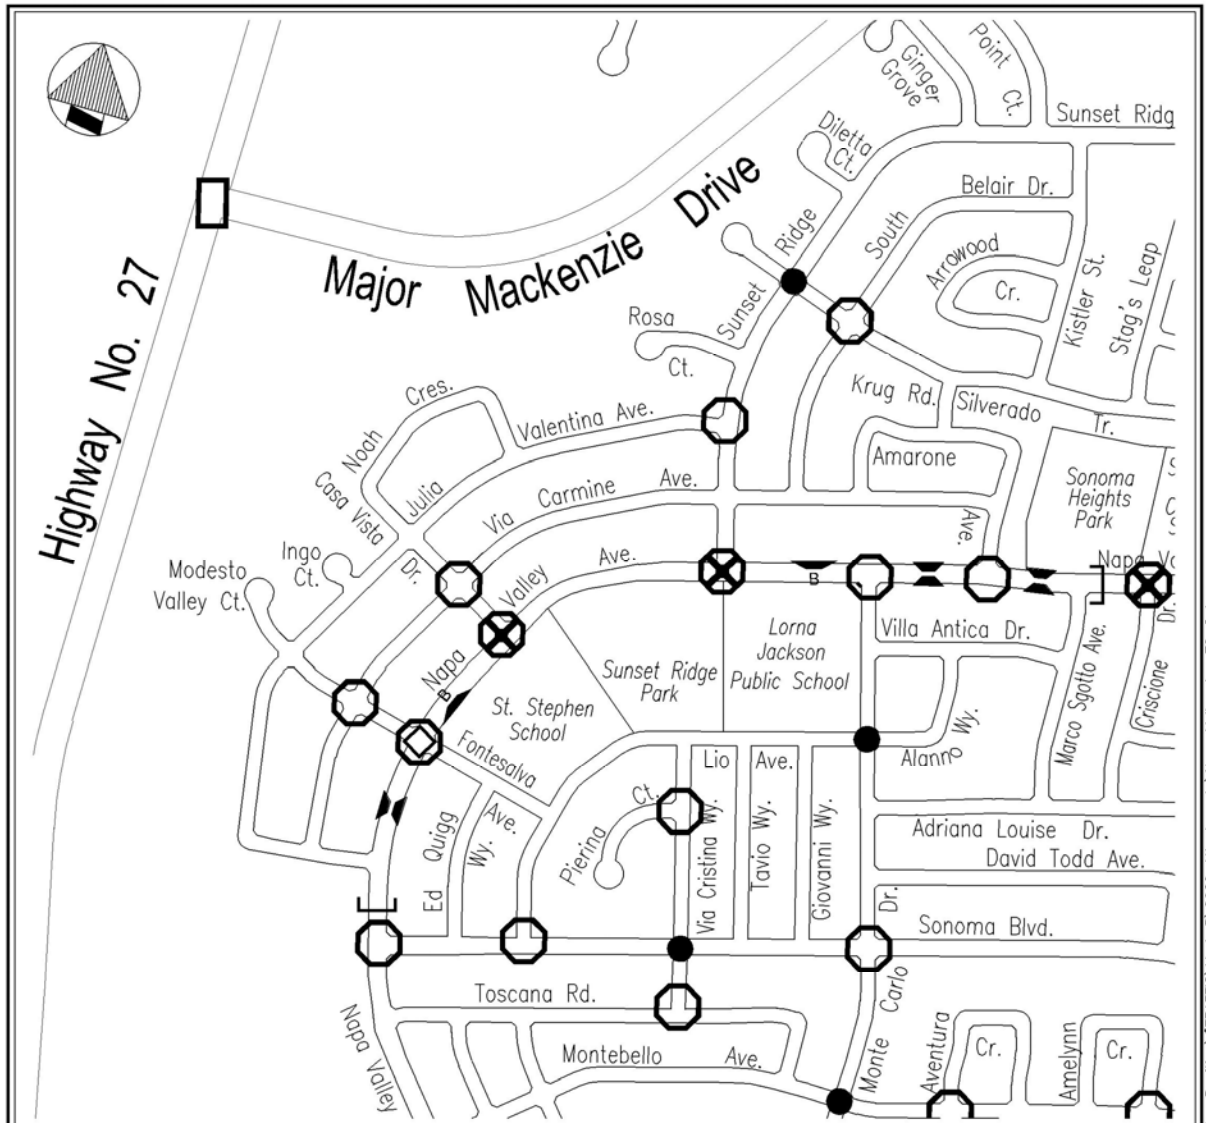 Point
Ct.
Ginger
Grove
Sunset Ridg
Diletta
Ct.
Belair Dr.
Major Mackenzie Drive
Highway No. 27
Sunset Ridge
South
Arrowood
Cr.
Kistler St.
Stag's Leap
Rosa
Ct.
Krug Rd.
Silverado
Tr.
Cres.
Noah
Valentina Ave.
Julia
Casa Vista
Dr.
Via Carmine Ave.
Amarone
Ave.
Sonoma
Heights
Park
S
C
S
Ingo
Ct.
Modesto
Valley Ct.
Napa Valley Ave.
B
B
Napa Va
Dr.
Villa Antica Dr.
Lorna
Jackson
Public School
Sunset Ridge
Park
St. Stephen
School
Marco Sgotto Ave.
Criscione
Fontesalva
Ave.
Lio Ave.
Alanno Wy.
Ed Quigg
Wy.
Pierina
Ct.
Via Cristina Wy.
Tavio Wy.
Giovanni Wy.
Adriana Louise Dr.
David Todd Ave.
Sonoma Blvd.
Monte Carlo
Dr.
Toscana Rd.
Napa Valley
Montebello Ave.
Aventura
Cr.
Amelynn
Cr.